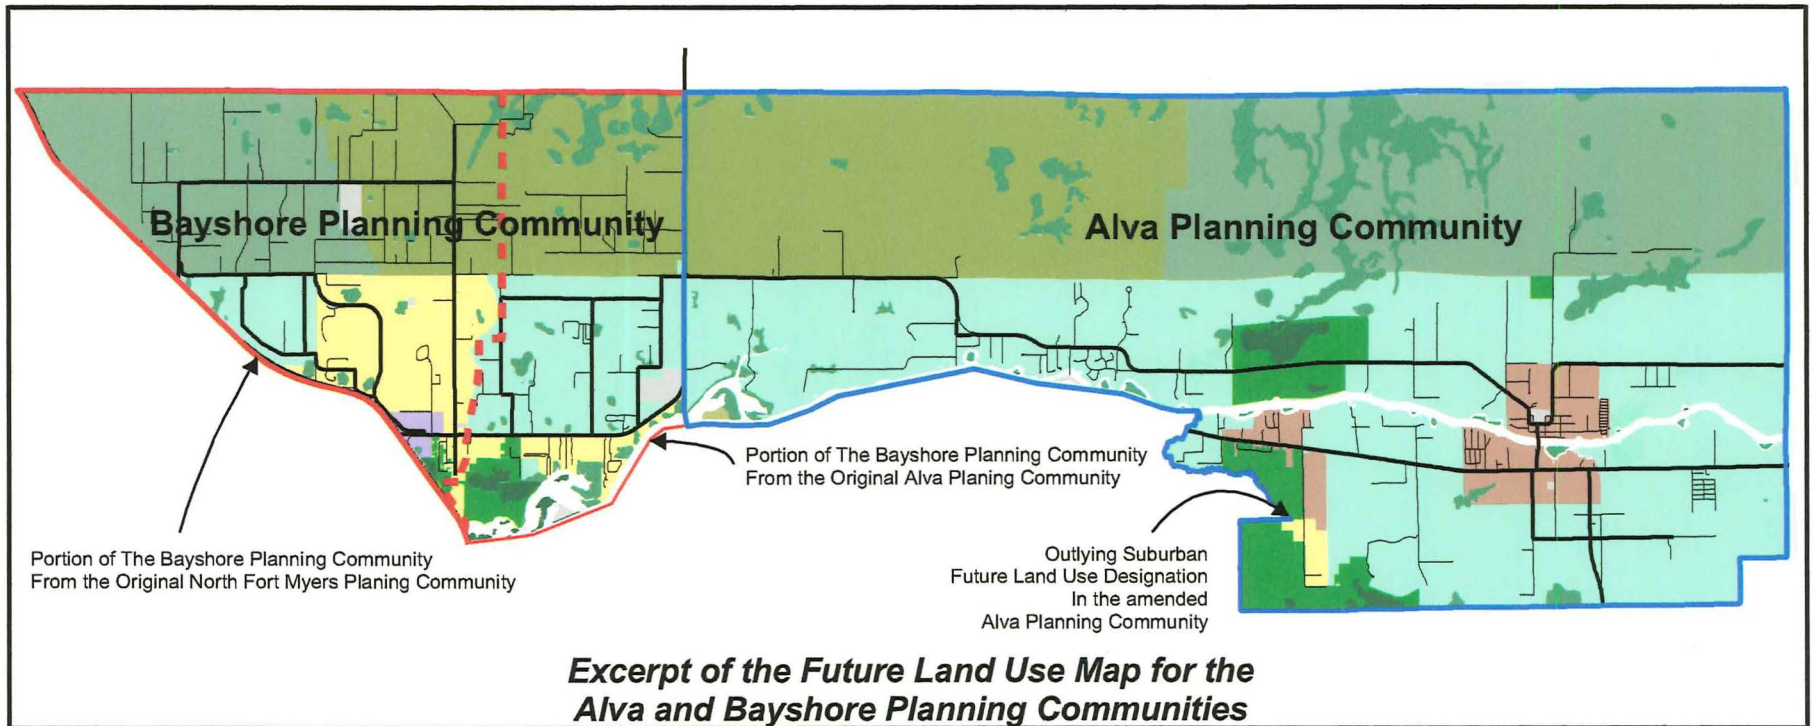 Bayshore Planning Community
Alva Planning Community
Portion of The Bayshore Planning Community
From the Original Alva Planing Community
Portion of The Bayshore Planning Community
From the Original North Fort Myers Planing Community
Outlying Suburban
Future Land Use Designation
In the amended
Alva Planning Community
Excerpt of the Future Land Use Map for the
Alva and Bayshore Planning Communities